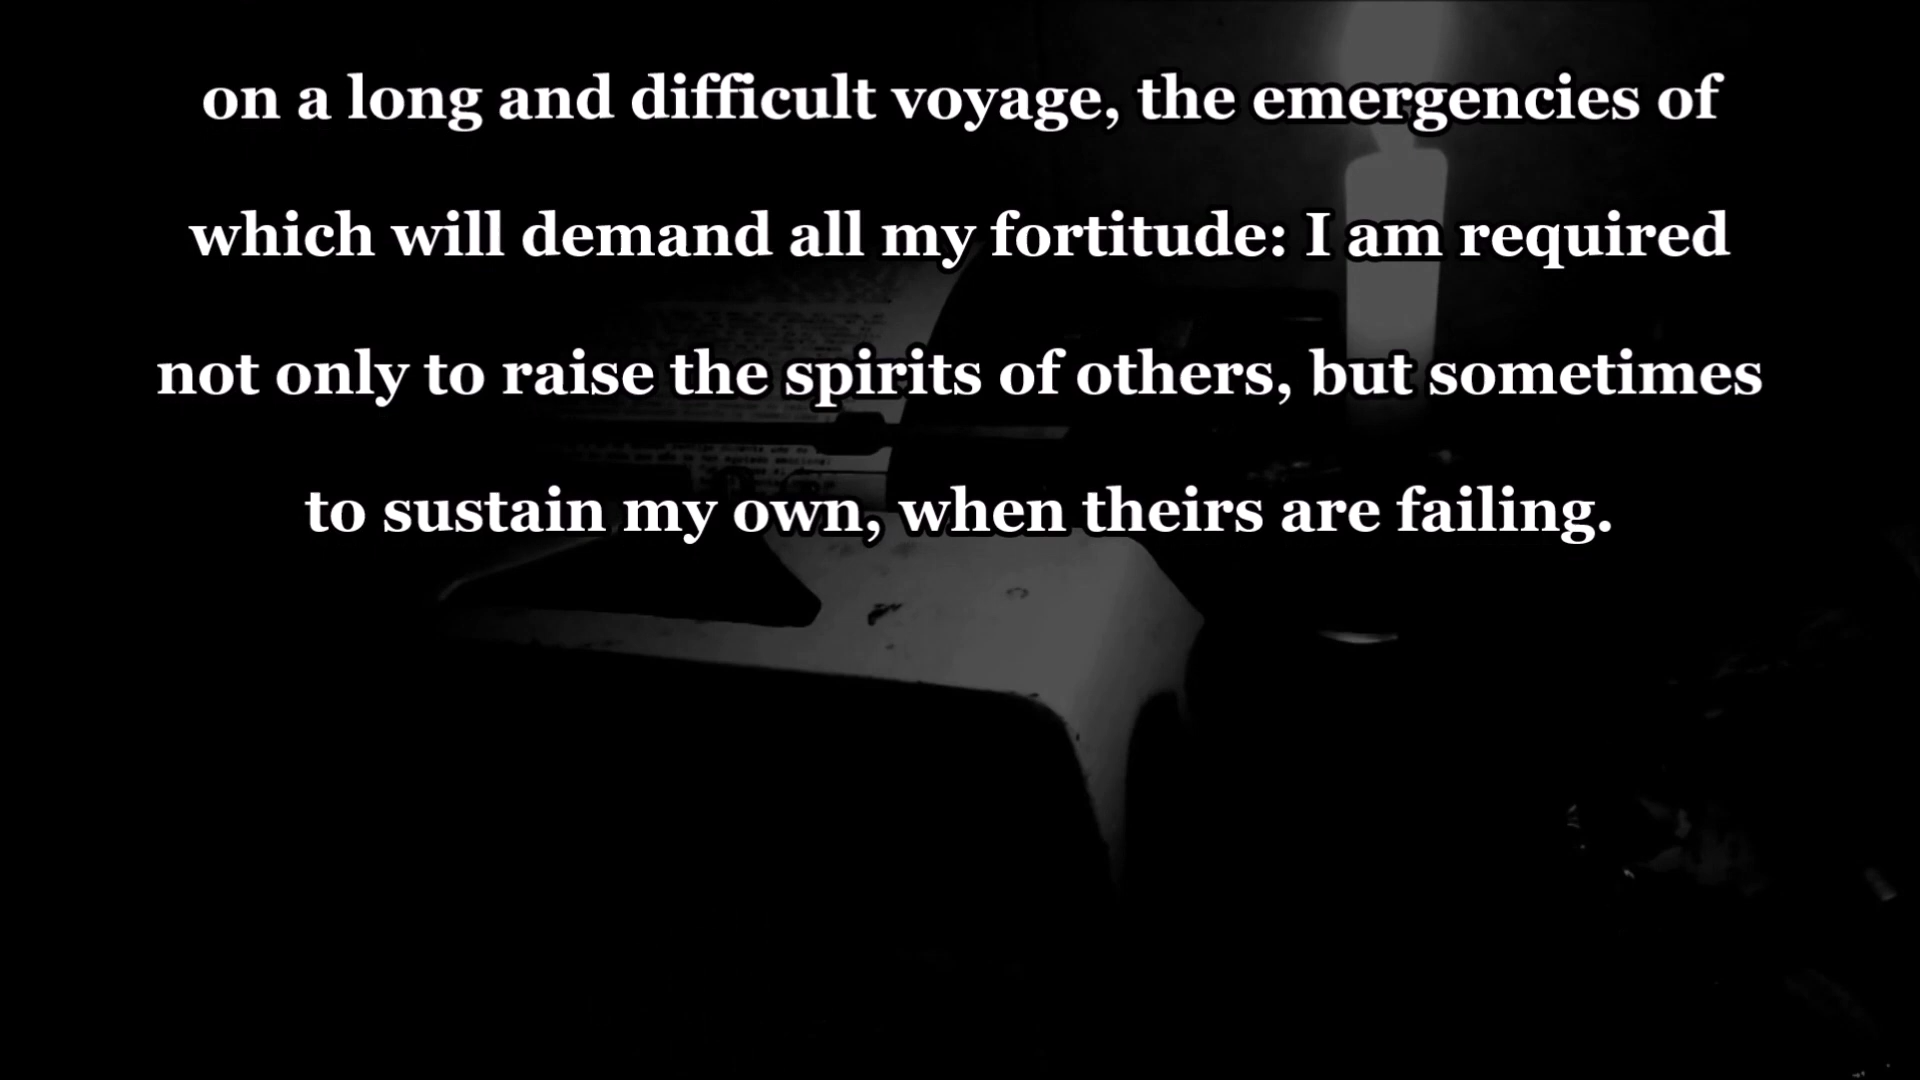 on a long and difficult voyage, the emergencies of
which will demand all my fortitude: I am required
not only to raise the spirits of others, but sometimes
to sustain my own, when theirs are failing.